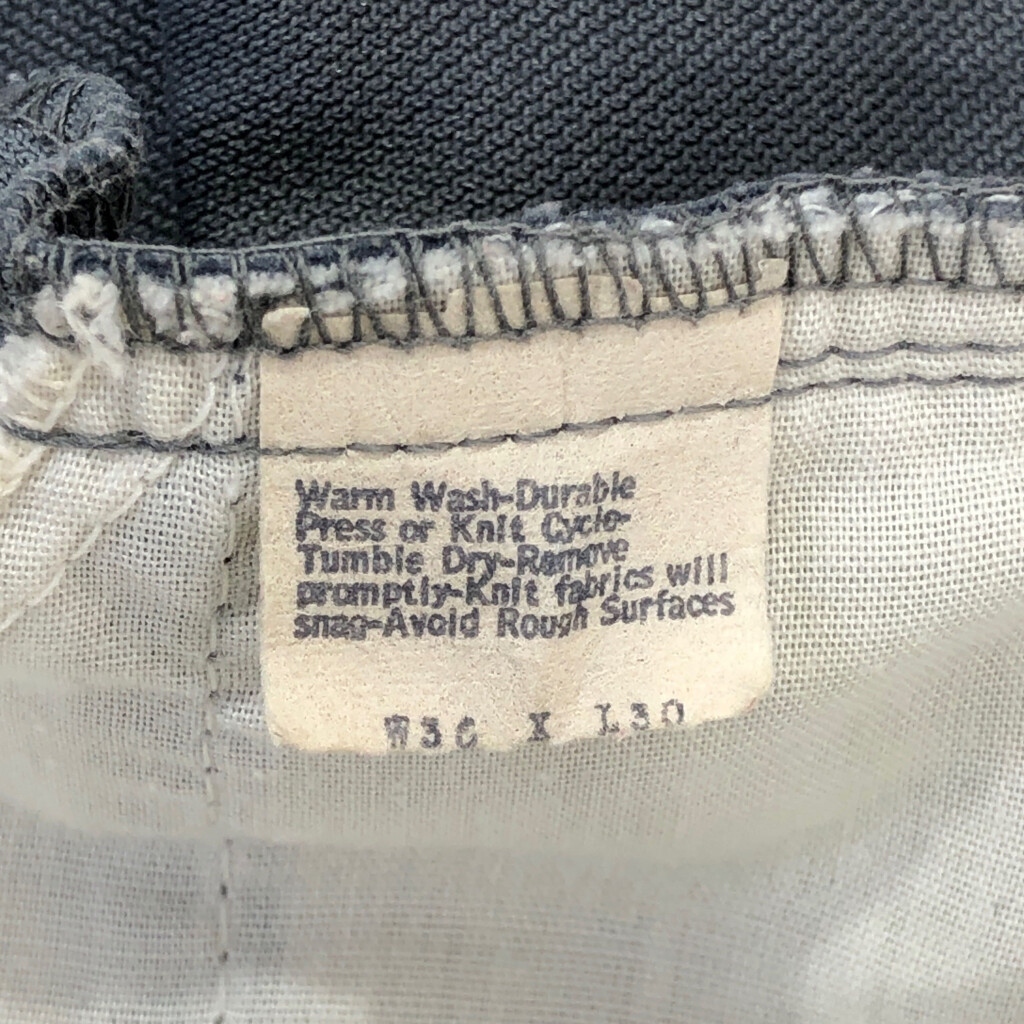 Warm Wash-Durable
Press or Knit Cycle-
Tumble Dry-Remove
promptly-Knit fabrics will
snag-Avoid Rough Surfaces
X L30